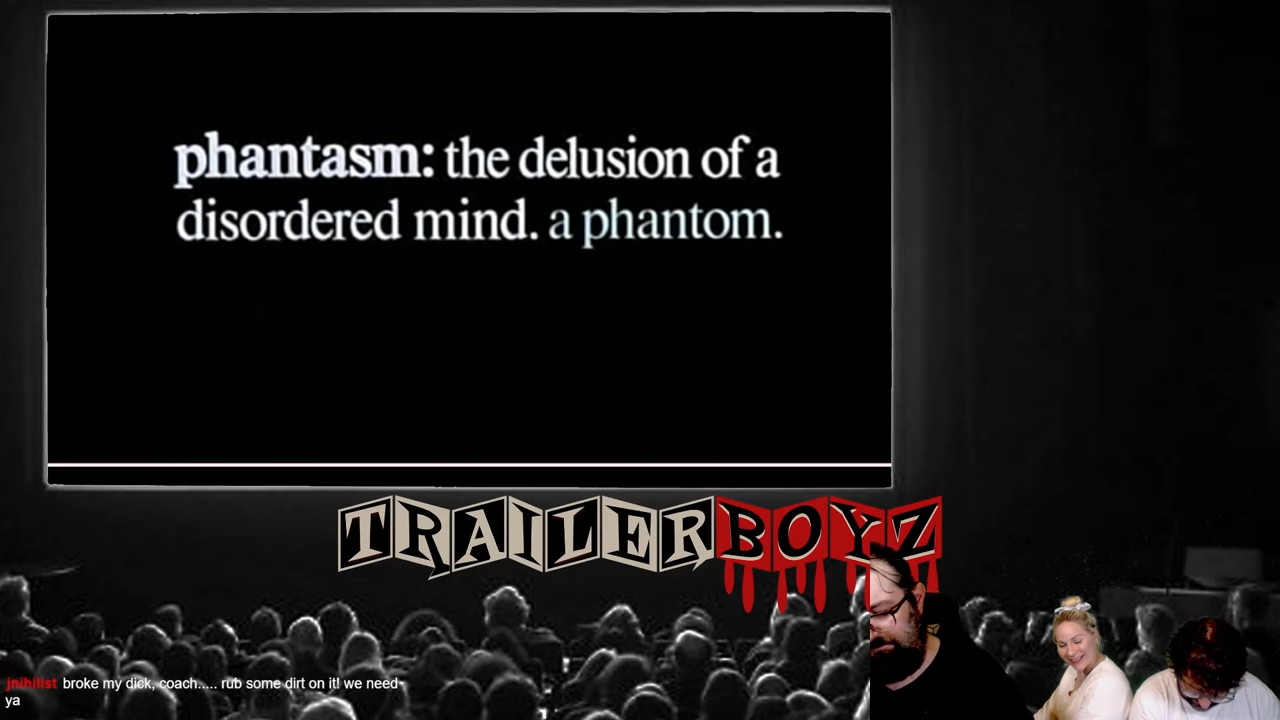 phantasm: the delusion of a
disordered mind. a phantom.
TRAILERBOYZ
jnihilist broke my dick, coach..... rub some dirt on it! we need
ya